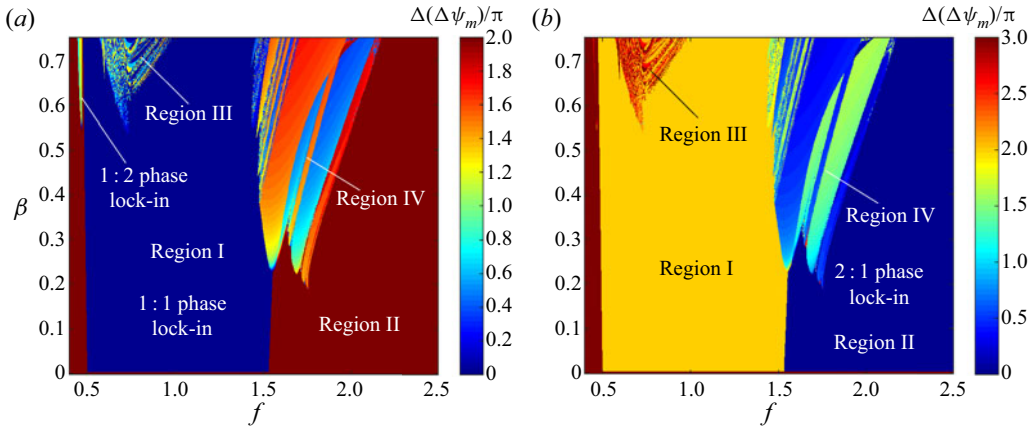 (a)
Δ(Δψm)/π
0.7
0.6
0.5
0.4
0.3
0.2
0.1
0
β
Region III
1 : 2 phase
lock-in
Region IV
Region I
1 : 1 phase
lock-in
Region II
0.5 1.0 1.5 2.0 2.5
f
2.0
1.8
1.6
1.4
1.2
1.0
0.8
0.6
0.4
0.2
0
(b)
Δ(Δψm)/π
0.7
0.6
0.5
0.4
0.3
0.2
0.1
0
Region III
Region IV
Region I
2 : 1 phase
lock-in
Region II
0.5 1.0 1.5 2.0 2.5
f
3.0
2.5
2.0
1.5
1.0
0.5
0